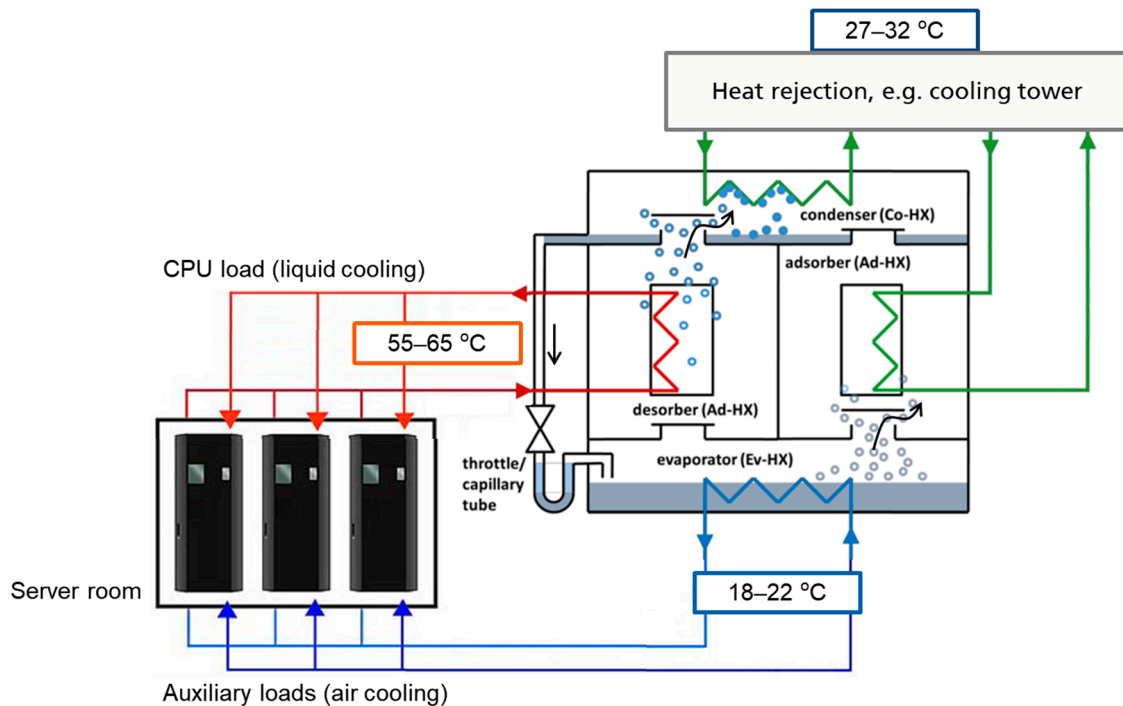 27–32 °C
Heat rejection, e.g. cooling tower
condenser (Co-HX)
CPU load (liquid cooling)
adsorber (Ad-HX)
55–65 °C
desorber (Ad-HX)
throttle/
capillary
tube
evaporator (Ev-HX)
18–22 °C
Server room
Auxiliary loads (air cooling)